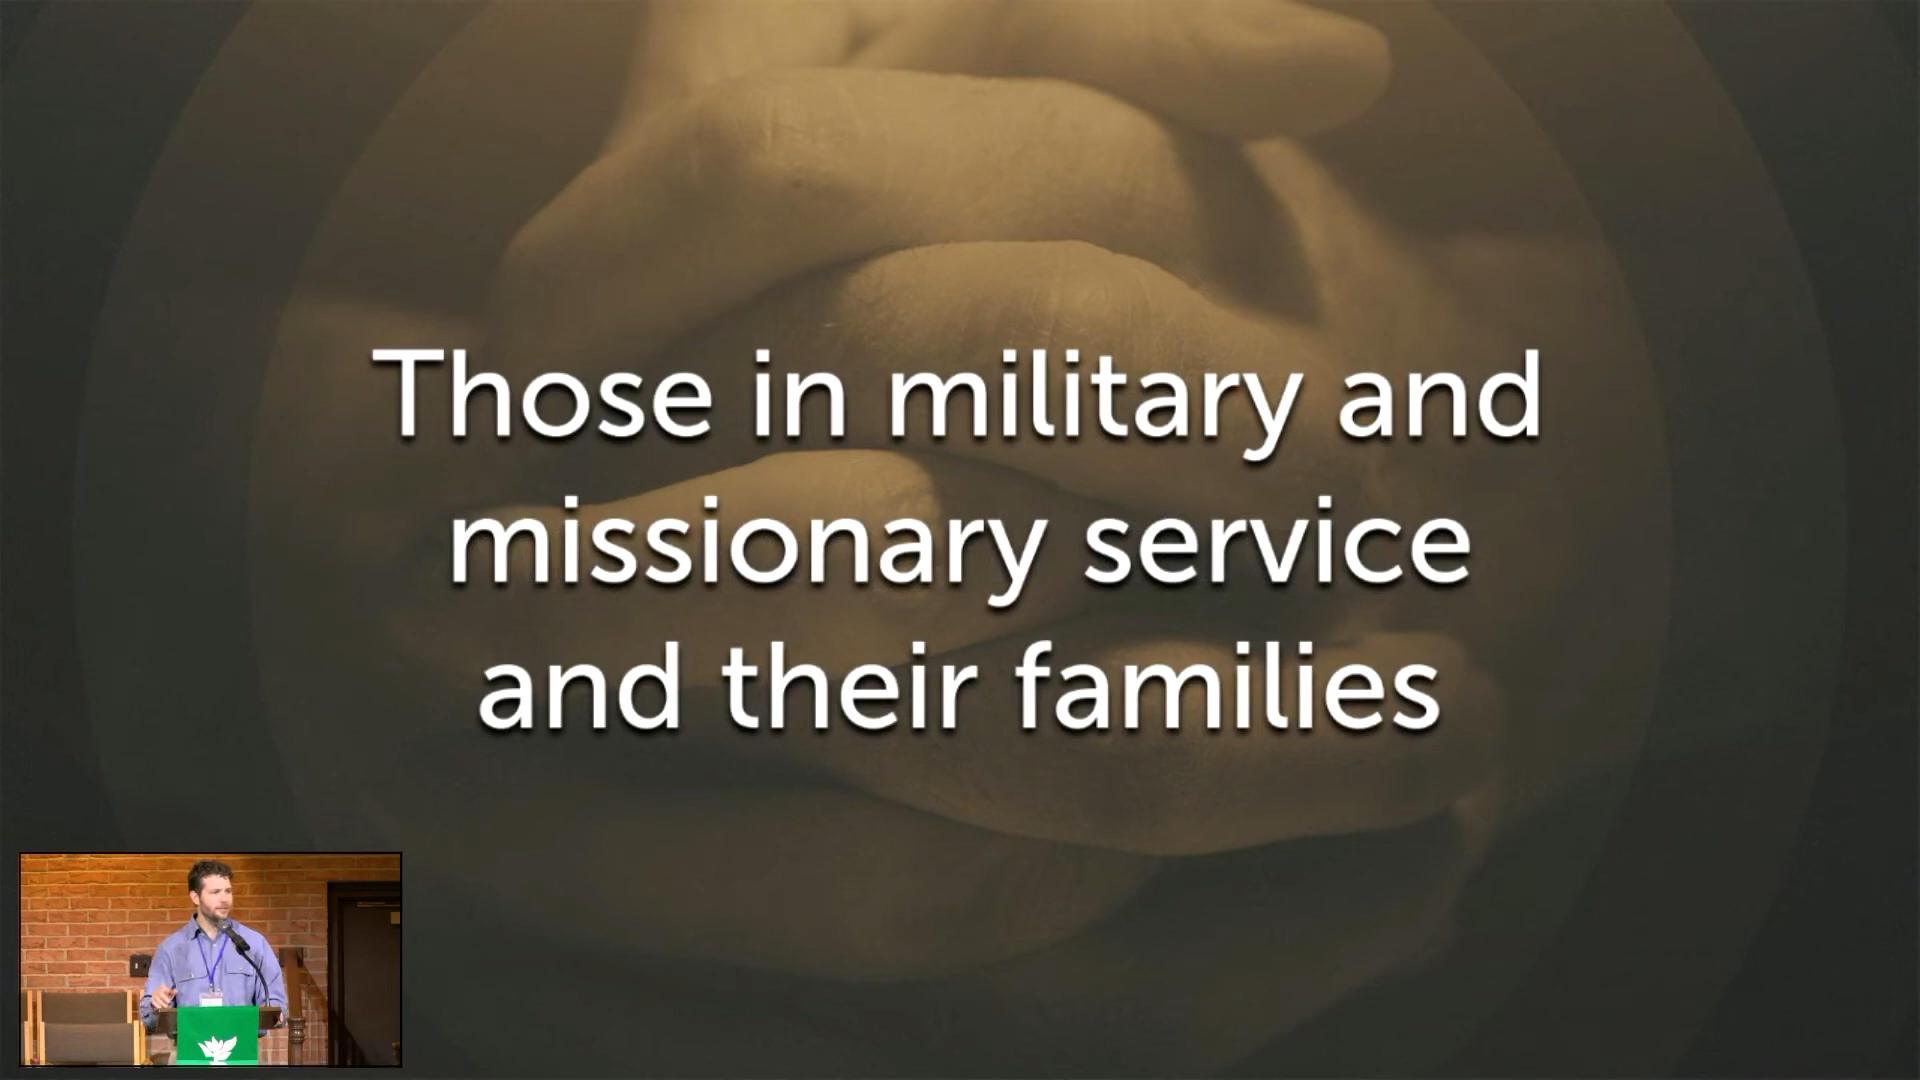 Those in military and
missionary service
and their families